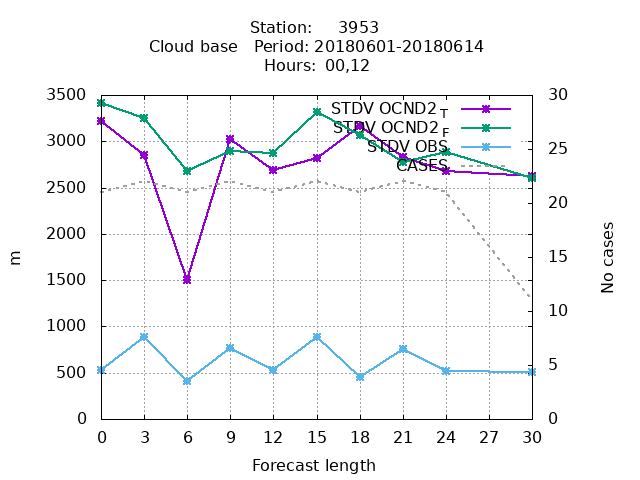 Station: 3953
Cloud base Period: 20180601-20180614
Hours: 00,12
3500
3000
2500
2000
1500
1000
500
0
m
30
25
20
15
10
5
0
No cases
STDV OCND2 T
STDV OCND2 F
STDV OBS
CASES
0 3 6 9 12 15 18 21 24 27 30
Forecast length